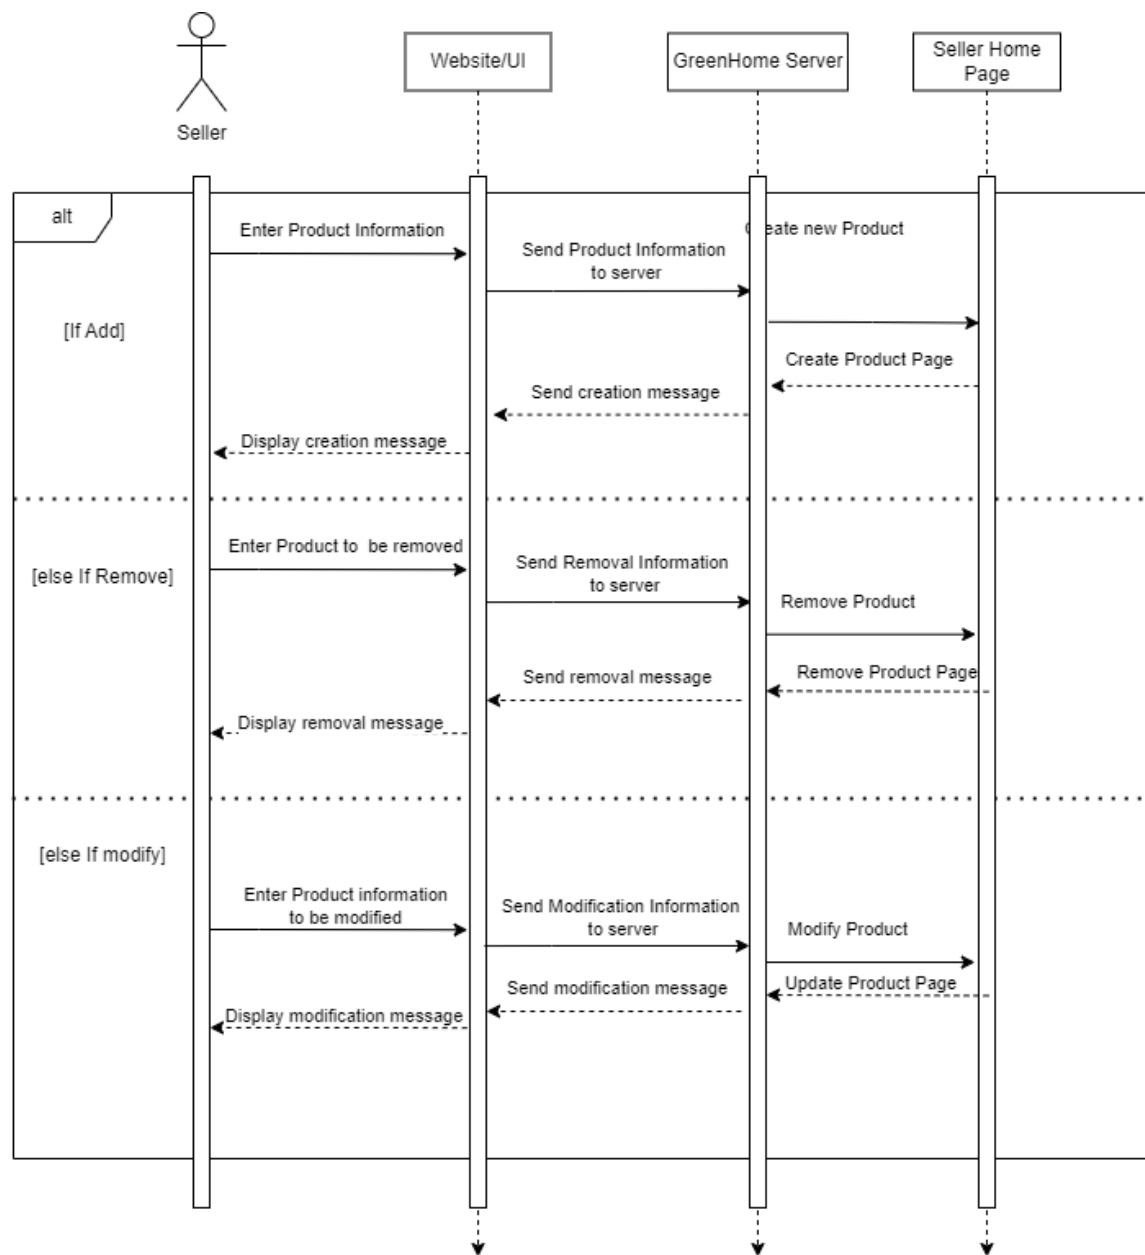 Seller
Website/UI
GreenHome Server
Seller Home
Page
alt
[If Add]
Enter Product Information
Send Product Information
to server
eate new Product
Create Product Page
Send creation message
Display creation message
[else If Remove]
Enter Product to be removed
Send Removal Information
to server
Remove Product
Remove Product Page
Send removal message
Display removal message
[else If modify]
Enter Product information
to be modified
Send Modification Information
to server
Modify Product
Update Product Page
Send modification message
Display modification message